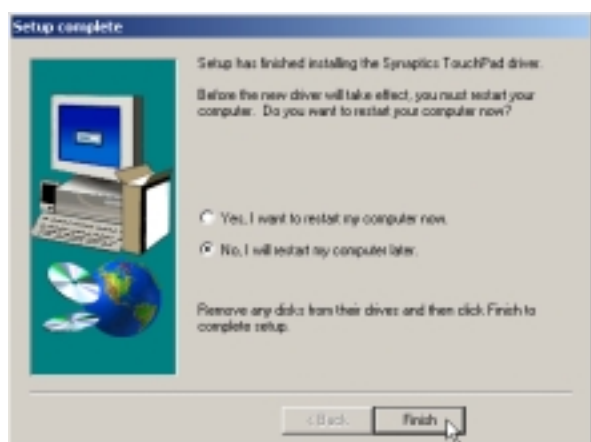 Setup complete
Setup has finished installing the Synaptics TouchPad driver.
Before the new driver will take effect, you must restart your
computer. Do you want to restart your computer now?
Yes, I want to restart my computer now.
No, I will restart my computer later.
Remove any disks from their drives and then click Finish to
complete setup.
< Back
Finish